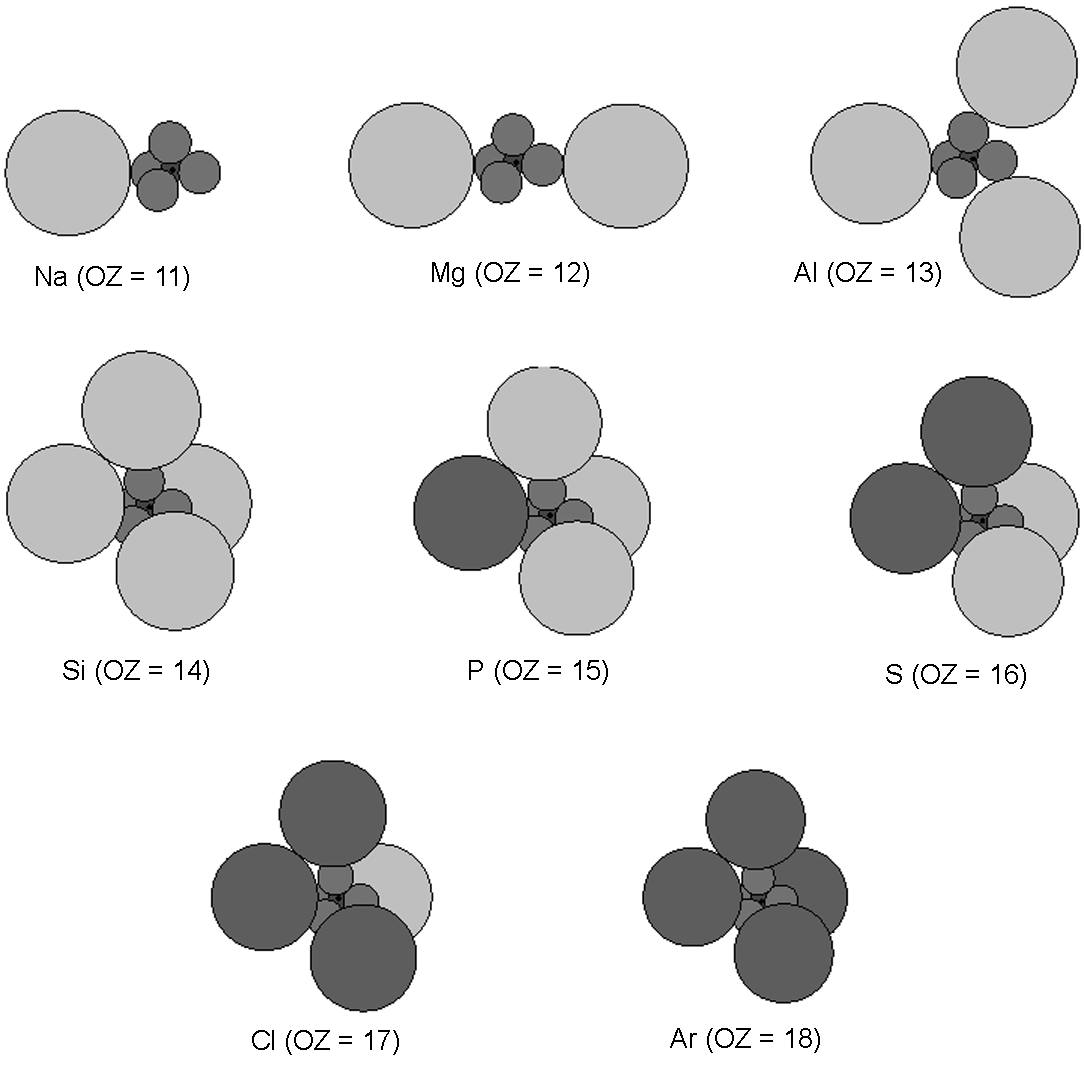 Na (OZ = 11)
Mg (OZ = 12)
Al (OZ = 13)
Si (OZ = 14)
P (OZ = 15)
S (OZ = 16)
Cl (OZ = 17)
Ar (OZ = 18)